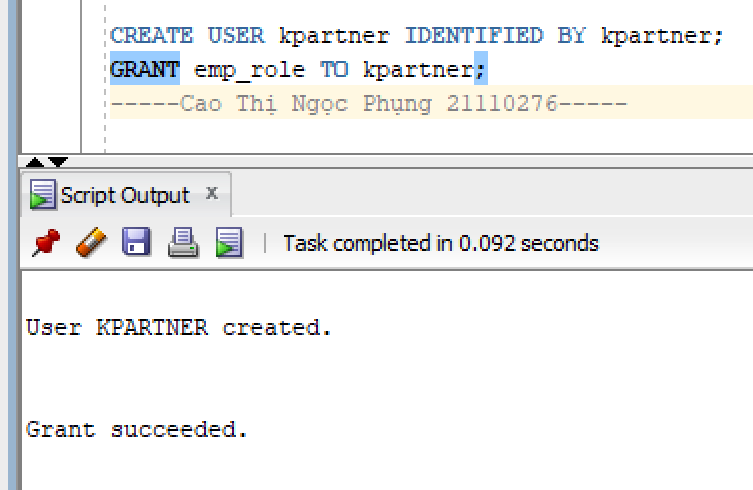 CREATE USER kpartner IDENTIFIED BY kpartner;
GRANT emp_role TO kpartner;
-----Cao Thị Ngọc Phụng 21110276-----
Script Output x
Task completed in 0.092 seconds
User KPARTNER created.
Grant succeeded.